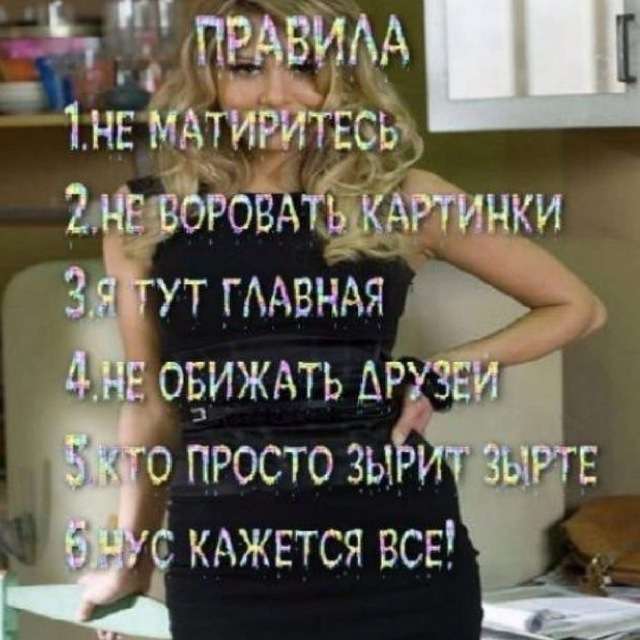 ПРАВИЛА
1.НЕ МАТИРИТЕСЬ
2.НЕ ВОРОВАТЬ КАРТИНКИ
3.Я ТУТ ГЛАВНАЯ
4.НЕ ОБИЖАТЬ ДРУЗЕЙ
5.КТО ПРОСТО ЗЫРИТ ЗЫРТЕ
6.НУС КАЖЕТСЯ ВСЕ!